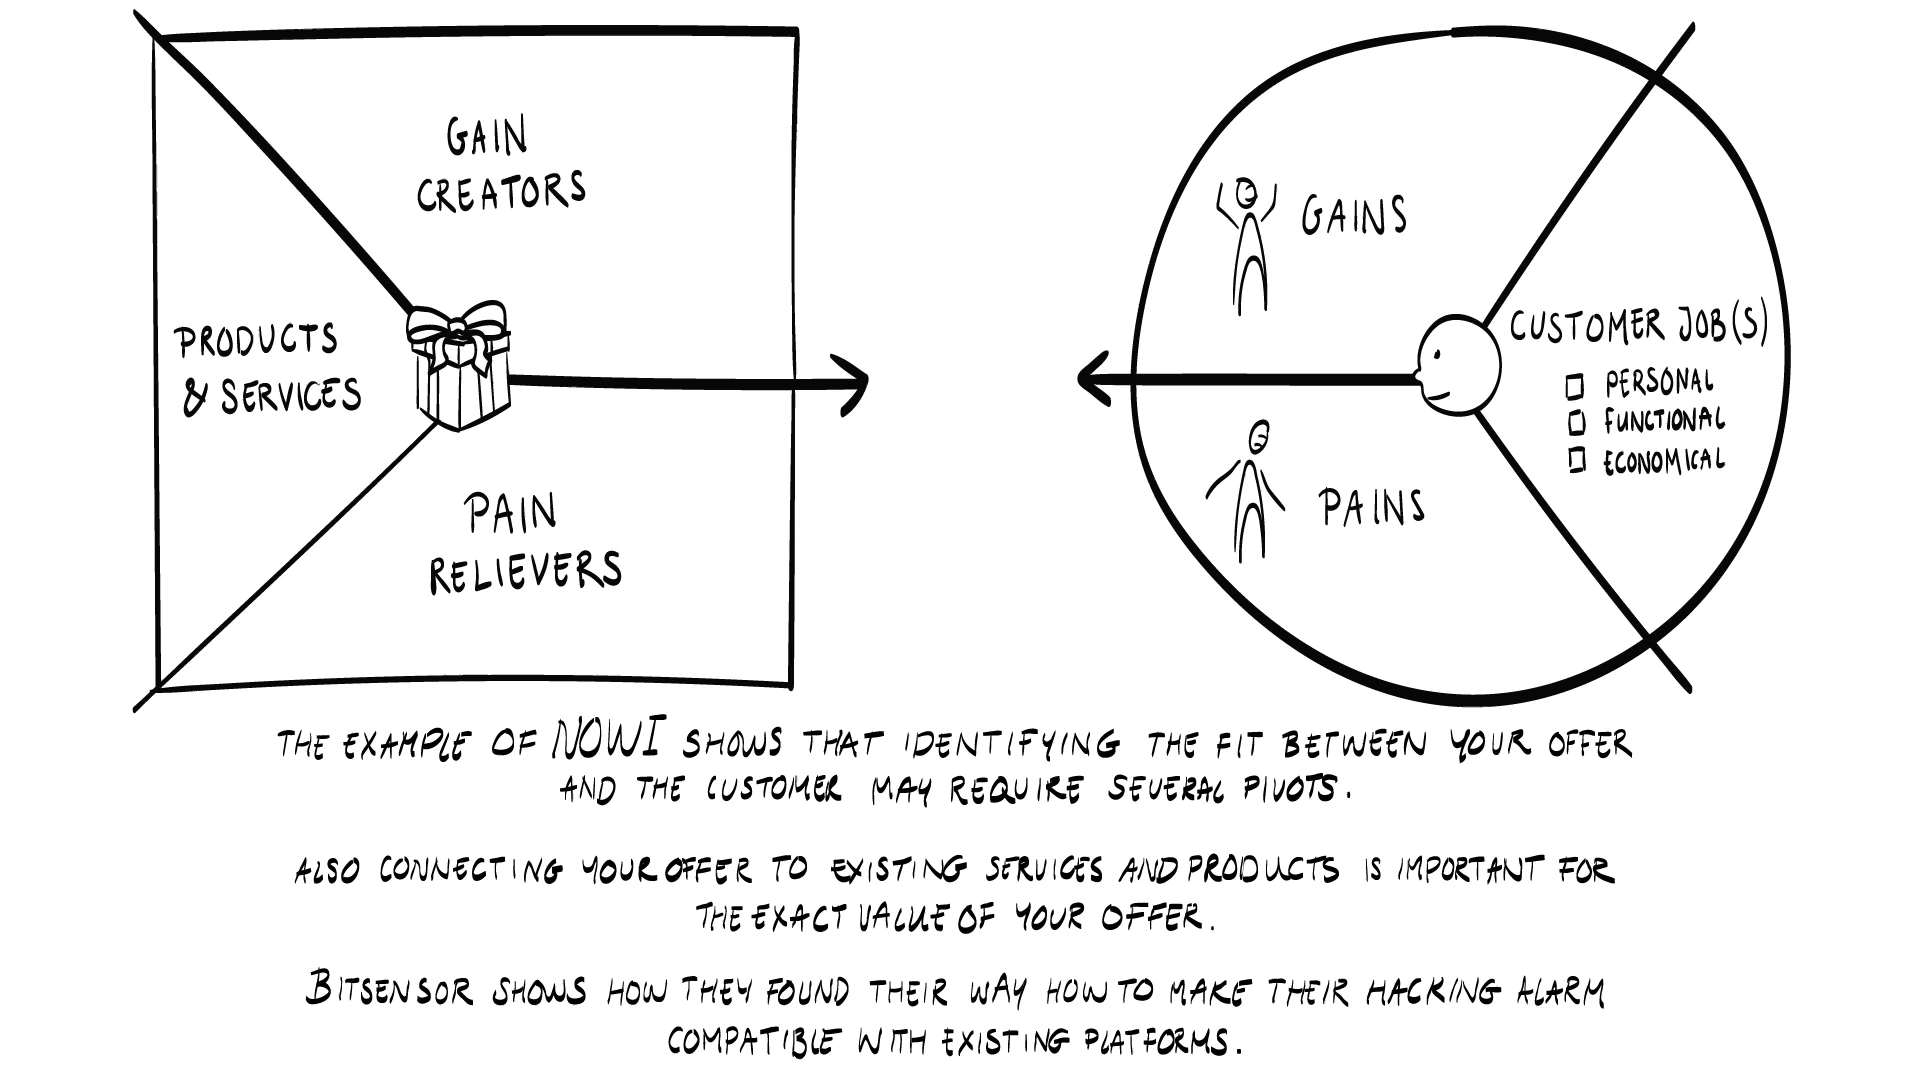 GAIN
CREATORS
PRODUCTS
& SERVICES
PAIN
RELIEVERS
GAINS
PAINS
CUSTOMER JOB(S)
PERSONAL
FUNCTIONAL
ECONOMICAL
THE EXAMPLE OF NOWI SHOWS THAT IDENTIFYING THE FIT BETWEEN YOUR OFFER
AND THE CUSTOMER MAY REQUIRE SEVERAL PIVOTS.
ALSO CONNECTING YOUR OFFER TO EXISTING SERVICES AND PRODUCTS IS IMPORTANT FOR
THE EXACT VALUE OF YOUR OFFER.
BITSENSOR SHOWS HOW THEY FOUND THEIR WAY HOW TO MAKE THEIR HACKING ALARM
COMPATIBLE WITH EXISTING PLATFORMS.